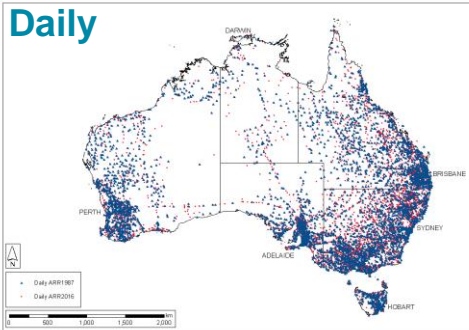 Daily
DARWIN
BRISBANE
PERTH
SYDNEY
ADELAIDE
HOBART
N
Daily ARR1987
Daily ARR2016
km
0 500 1,000 1,500 2,000